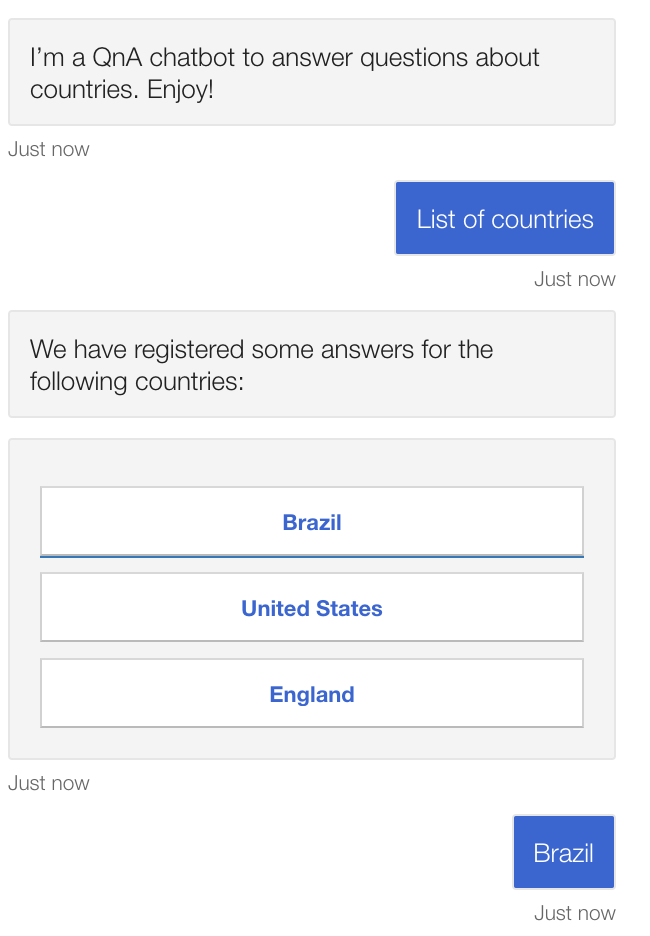 I’m a QnA chatbot to answer questions about
countries. Enjoy!
Just now
List of countries
Just now
We have registered some answers for the
following countries:
Brazil
United States
England
Just now
Brazil
Just now